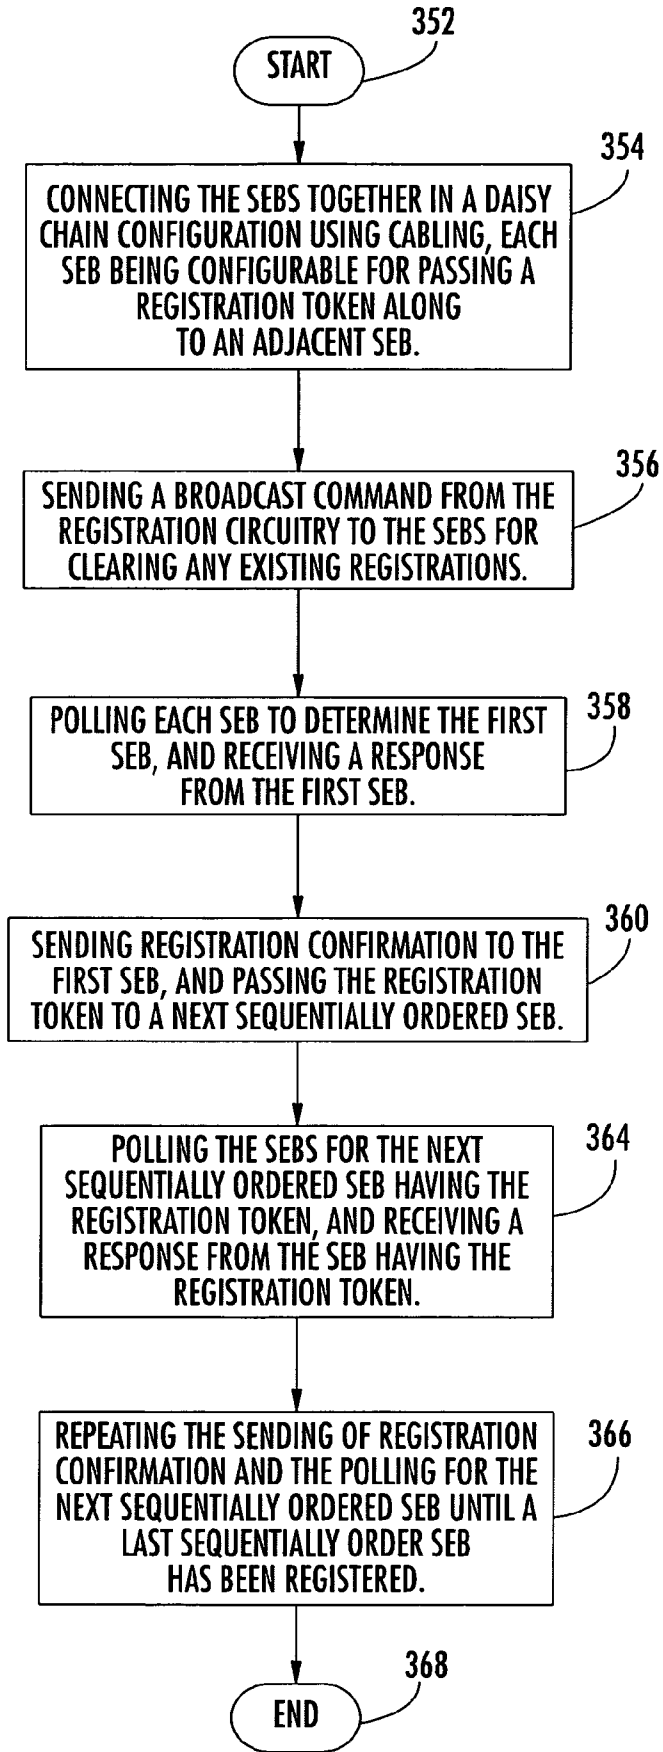 352
START
354
CONNECTING THE SEBS TOGETHER IN A DAISY
CHAIN CONFIGURATION USING CABLING, EACH
SEB BEING CONFIGURABLE FOR PASSING A
REGISTRATION TOKEN ALONG
TO AN ADJACENT SEB.
356
SENDING A BROADCAST COMMAND FROM THE
REGISTRATION CIRCUITRY TO THE SEBS FOR
CLEARING ANY EXISTING REGISTRATIONS.
358
POLLING EACH SEB TO DETERMINE THE FIRST
SEB, AND RECEIVING A RESPONSE
FROM THE FIRST SEB.
360
SENDING REGISTRATION CONFIRMATION TO THE
FIRST SEB, AND PASSING THE REGISTRATION
TOKEN TO A NEXT SEQUENTIALLY ORDERED SEB.
364
POLLING THE SEBS FOR THE NEXT
SEQUENTIALLY ORDERED SEB HAVING THE
REGISTRATION TOKEN, AND RECEIVING A
RESPONSE FROM THE SEB HAVING THE
REGISTRATION TOKEN.
366
REPEATING THE SENDING OF REGISTRATION
CONFIRMATION AND THE POLLING FOR THE
NEXT SEQUENTIALLY ORDERED SEB UNTIL A
LAST SEQUENTIALLY ORDER SEB
HAS BEEN REGISTERED.
368
END